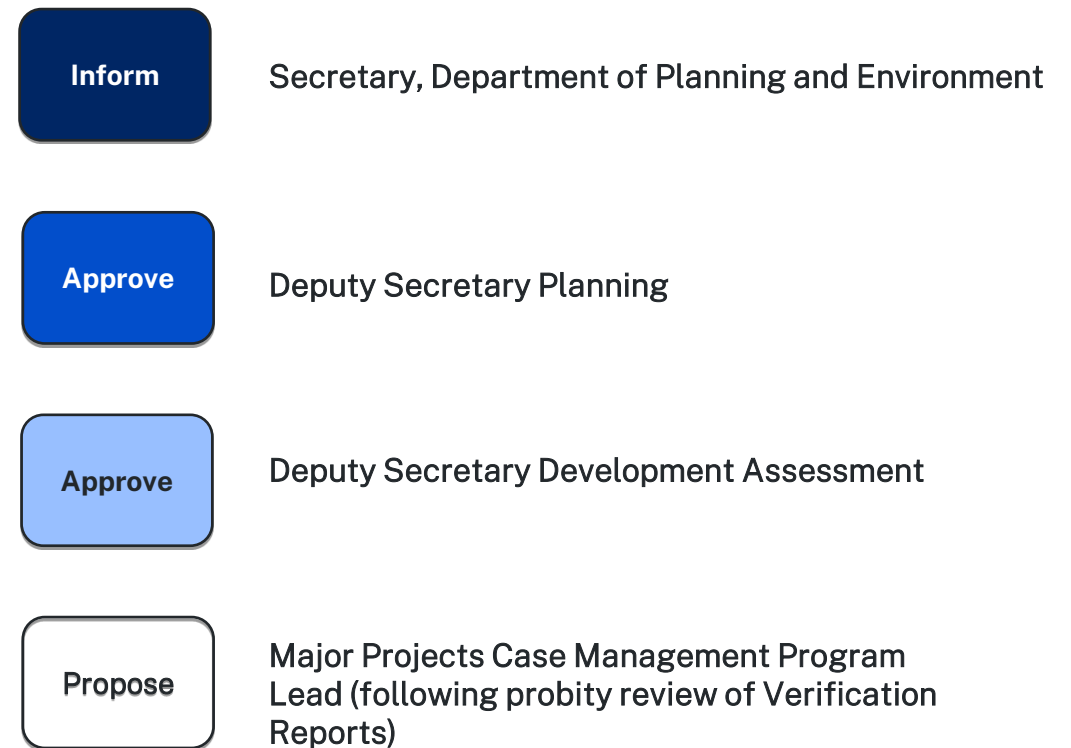 Inform
Secretary, Department of Planning and Environment
Approve
Deputy Secretary Planning
Approve
Deputy Secretary Development Assessment
Propose
Major Projects Case Management Program
Lead (following probity review of Verification
Reports)